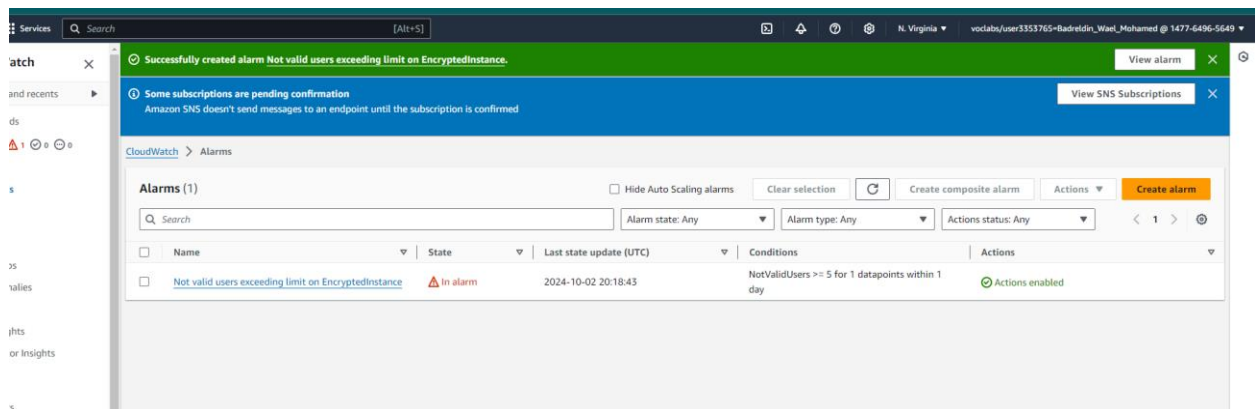 Services
Search
[Alt+S]
N. Virginia
voclabs/user3353765=Badreldin_Wael_Mohamed @ 1477-6496-5649
atch
Successfully created alarm Not valid users exceeding limit on EncryptedInstance.
View alarm
and recents
Some subscriptions are pending confirmation
Amazon SNS doesn't send messages to an endpoint until the subscription is confirmed
View SNS Subscriptions
ds
1 0 0
CloudWatch > Alarms
s
Alarms (1)
Hide Auto Scaling alarms
Clear selection
Create composite alarm
Actions
Create alarm
Search
Alarm state: Any
Alarm type: Any
Actions status: Any
< 1 >
Name
State
Last state update (UTC)
Conditions
Actions
Not valid users exceeding limit on EncryptedInstance
In alarm
2024-10-02 20:18:43
NotValidUsers >= 5 for 1 datapoints within 1
day
Actions enabled
nalies
ghts
or Insights